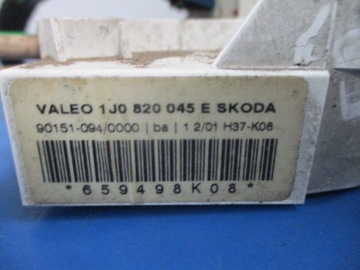 VALEO 1J0 820 045 E SKODA
90151-094/0000 | ba | 1 2/01 H37-K08
*659498K08*